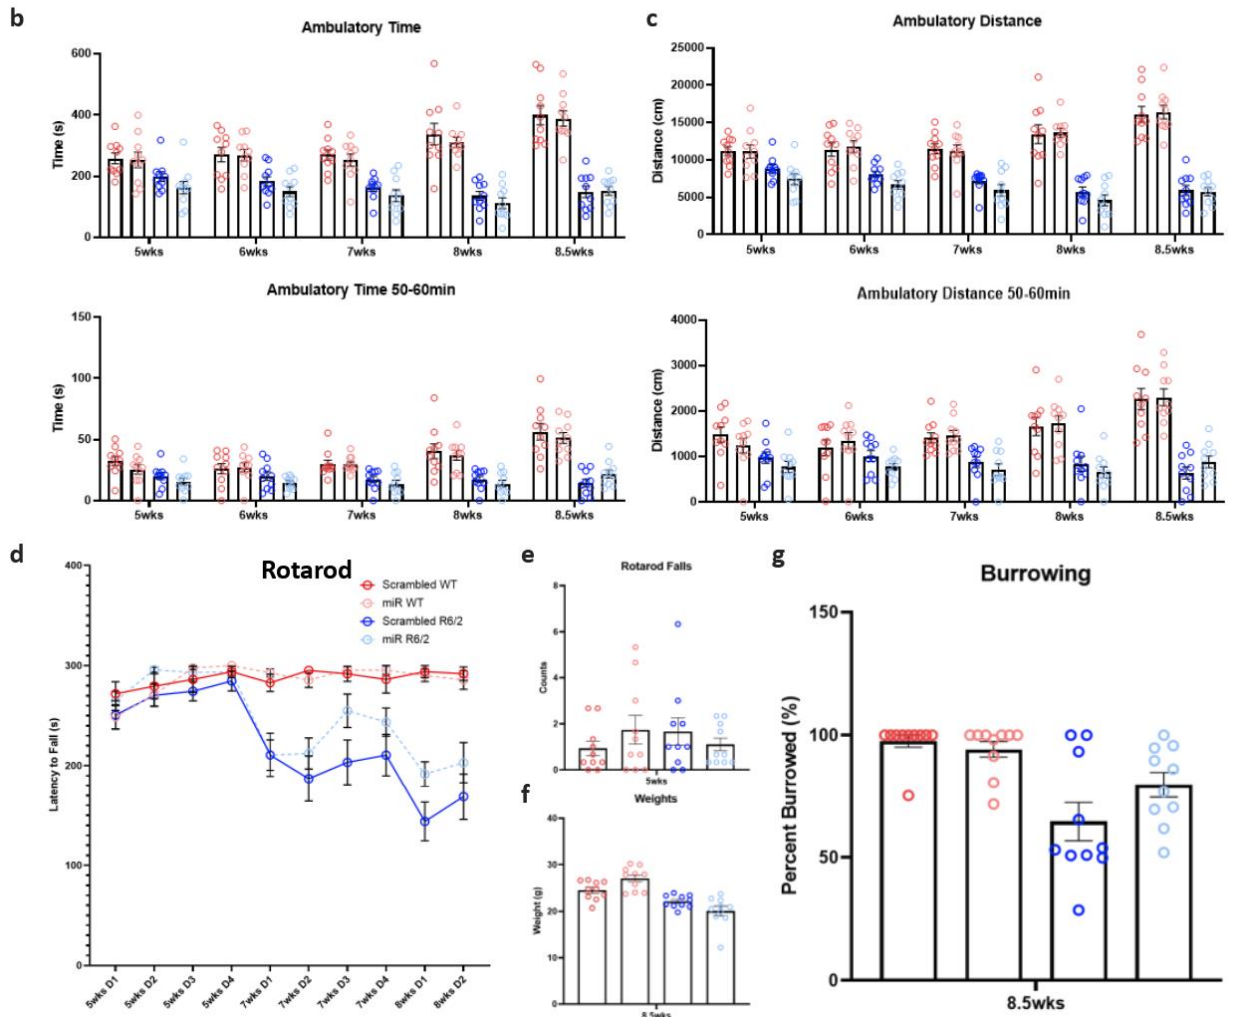 b
Ambulatory Time
600
400
200
0
Time (s)
5wks 6wks 7wks 8wks 8.5wks
c
Ambulatory Distance
25000
20000
15000
10000
5000
0
Distance (cm)
5wks 6wks 7wks 8wks 8.5wks
Ambulatory Time 50-60min
150
100
50
0
Time (s)
5wks 6wks 7wks 8wks 8.5wks
Ambulatory Distance 50-60min
4000
3000
2000
1000
0
Distance (cm)
5wks 6wks 7wks 8wks 8.5wks
d
Rotarod
Scrambled WT
miR WT
Scrambled R6/2
miR R6/2
400
300
200
100
0
Latency to Fall (s)
5wks D1 5wks D2 5wks D3 5wks D4 7wks D1 7wks D2 7wks D3 7wks D4 8wks D1 8wks D2
e
Rotarod Falls
8
6
4
2
0
Counts
5wks
f
Weights
40
30
20
10
0
Weight (g)
8.5wks
g
Burrowing
150
100
50
0
Percent Burrowed (%)
8.5wks